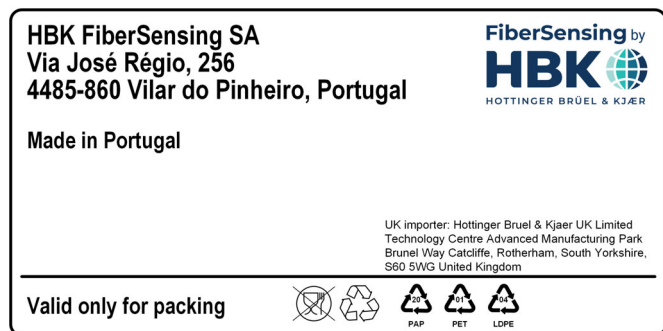 HBK FiberSensing SA
Via José Régio, 256
4485-860 Vilar do Pinheiro, Portugal
Made in Portugal
FiberSensing by
HBK
HOTTINGER BRÜEL & KJÆR
UK importer: Hottinger Bruel & Kjaer UK Limited
Technology Centre Advanced Manufacturing Park
Brunel Way Catcliffe, Rotherham, South Yorkshire,
S60 5WG United Kingdom
Valid only for packing
20 01 04
PAP PET LDPE